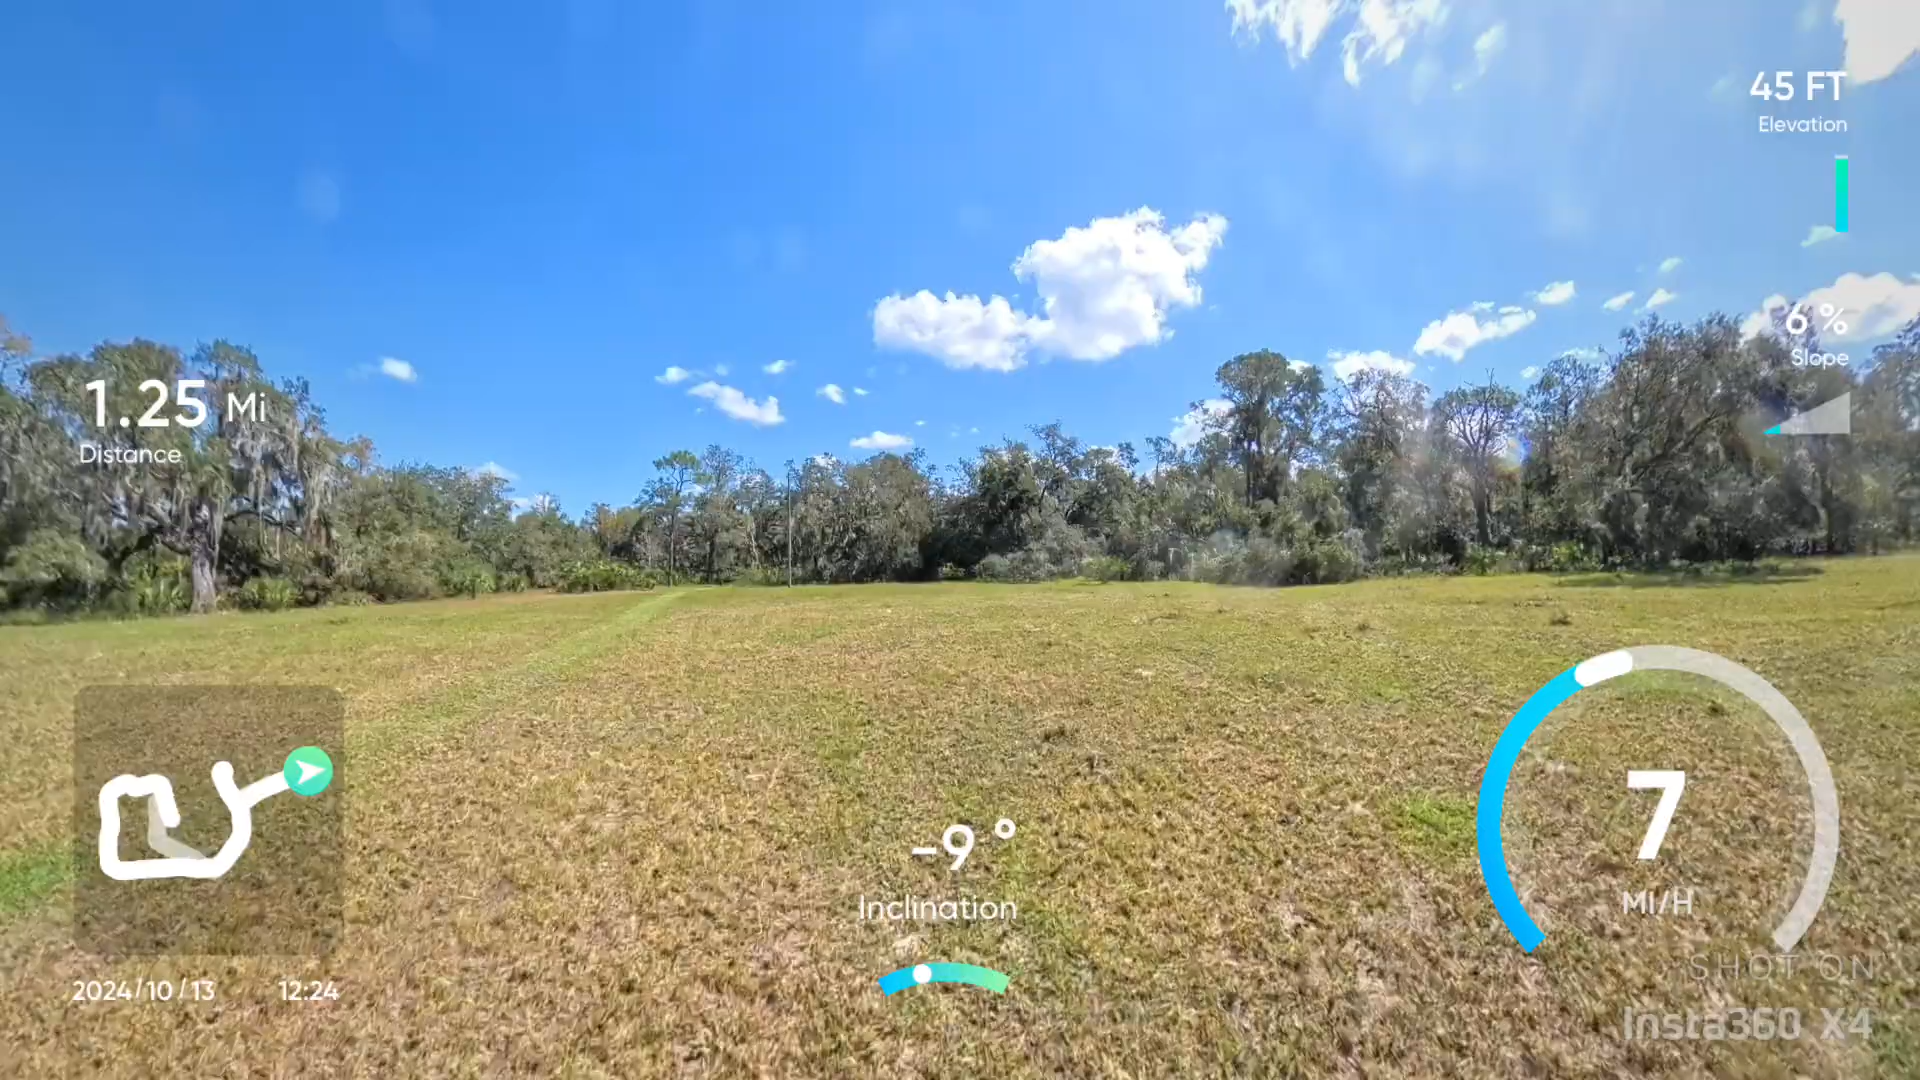 45 FT
Elevation
6 %
Slope
1.25 Mi
Distance
7
MI/H
-9 °
Inclination
2024/10/13 12:24
SHOT ON
Insta360 X4